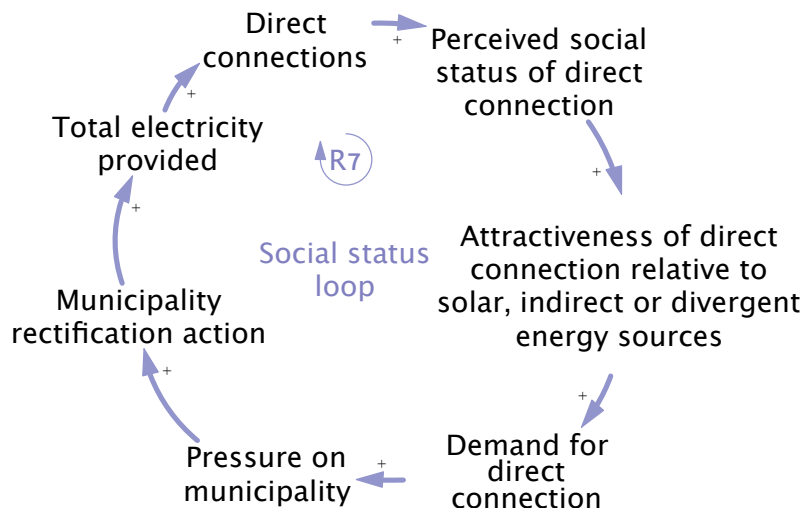 Direct
connections
+
Perceived social
status of direct
connection
+
Attractiveness of direct
connection relative to
solar, indirect or divergent
energy sources
+
Demand for
direct
connection
+
Pressure on
municipality
+
Municipality
rectification action
+
Total electricity
provided
+
R7
Social status
loop